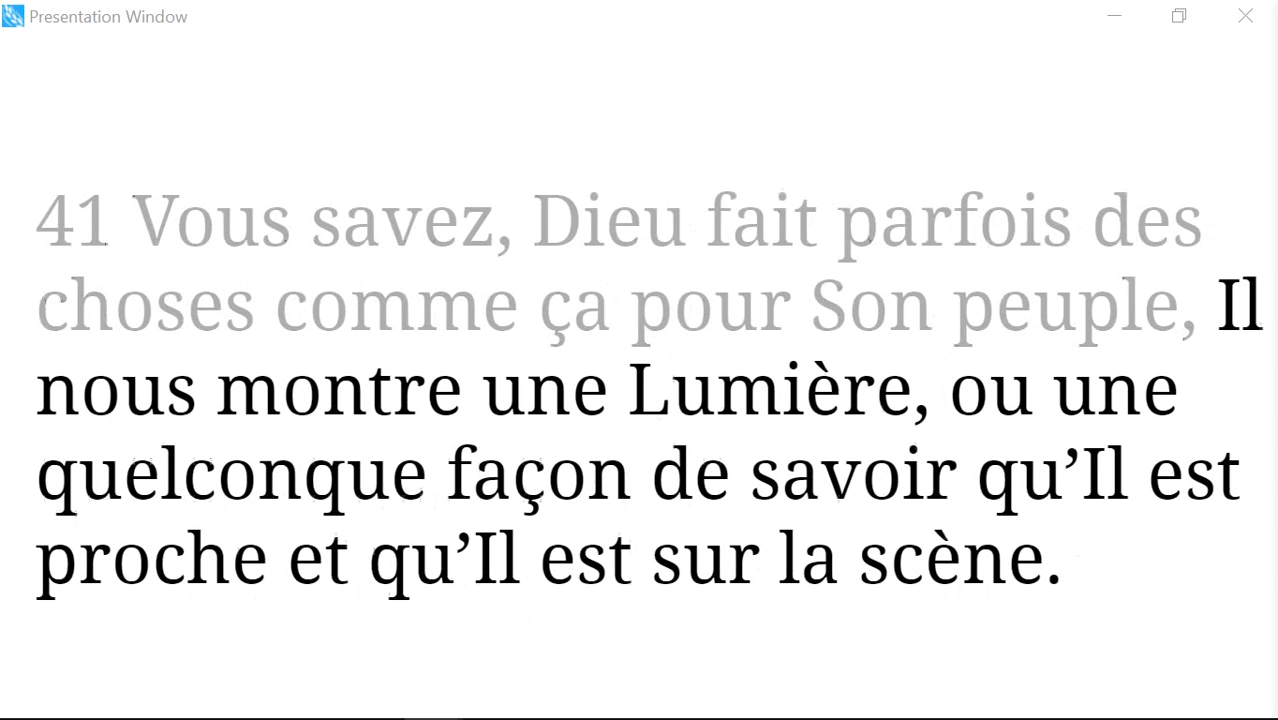 Presentation Window
41 Vous savez, Dieu fait parfois des
choses comme ça pour Son peuple, Il
nous montre une Lumière, ou une
quelconque façon de savoir qu’Il est
proche et qu’Il est sur la scène.